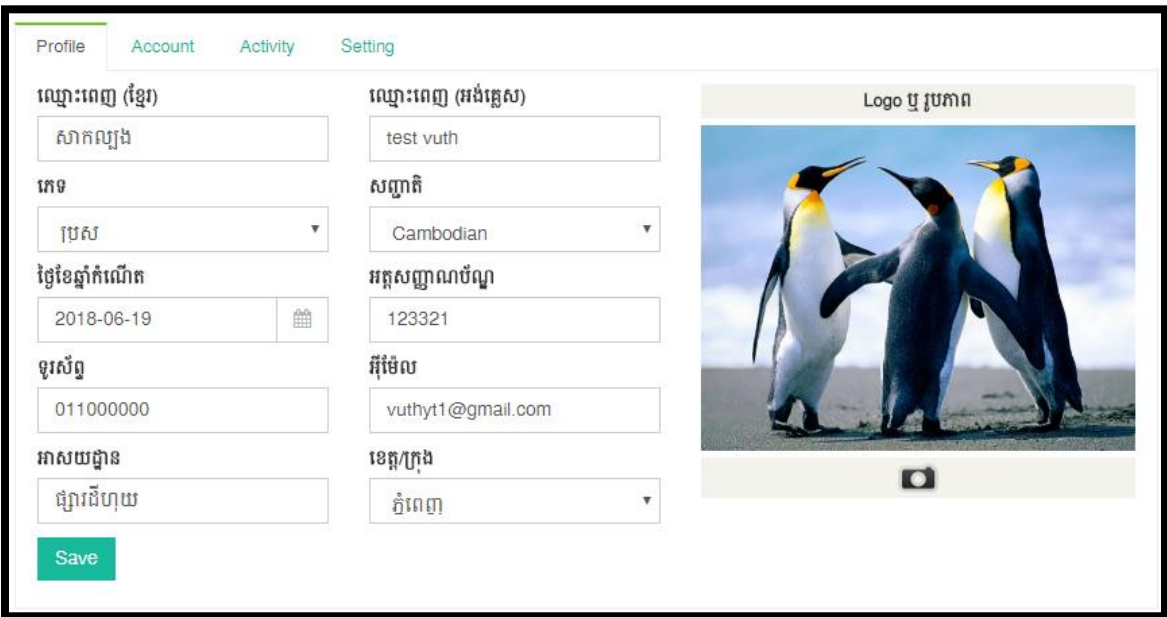 Profile Account Activity Setting
ឈ្មោះពេញ (ខ្មែរ) ឈ្មោះពេញ (អង់គ្លេស) Logo ឬ រូបភាព
សាកល្បង test vuth
ភេទ សញ្ជាតិ
ប្រុស Cambodian
ថ្ងៃខែឆ្នាំកំណើត អត្តសញ្ញាណប័ណ្ណ
2018-06-19 123321
ទូរស័ព្ទ អ៊ីម៉ែល
011000000 vuthyt1@gmail.com
អាសយដ្ឋាន ខេត្ត/ក្រុង
ផ្សារដីហុយ ភ្នំពេញ
Save